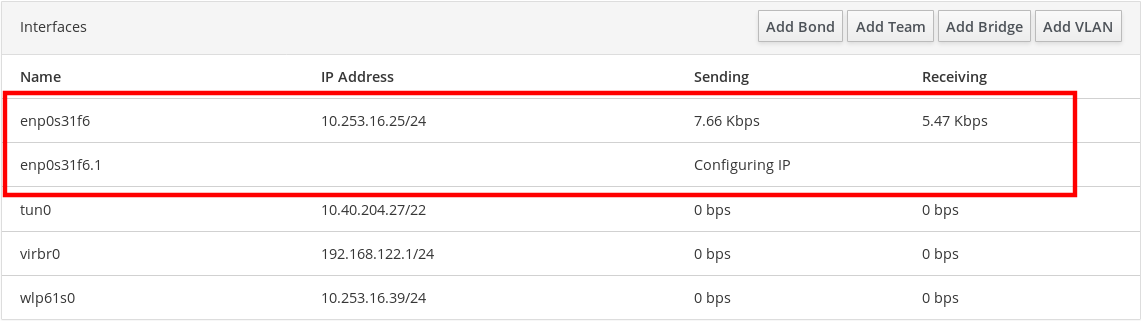 Interfaces Add Bond Add Team Add Bridge Add VLAN
Name IP Address Sending Receiving
enp0s31f6 10.253.16.25/24 7.66 Kbps 5.47 Kbps
enp0s31f6.1 Configuring IP
tun0 10.40.204.27/22 0 bps 0 bps
virbr0 192.168.122.1/24 0 bps 0 bps
wlp61s0 10.253.16.39/24 0 bps 0 bps